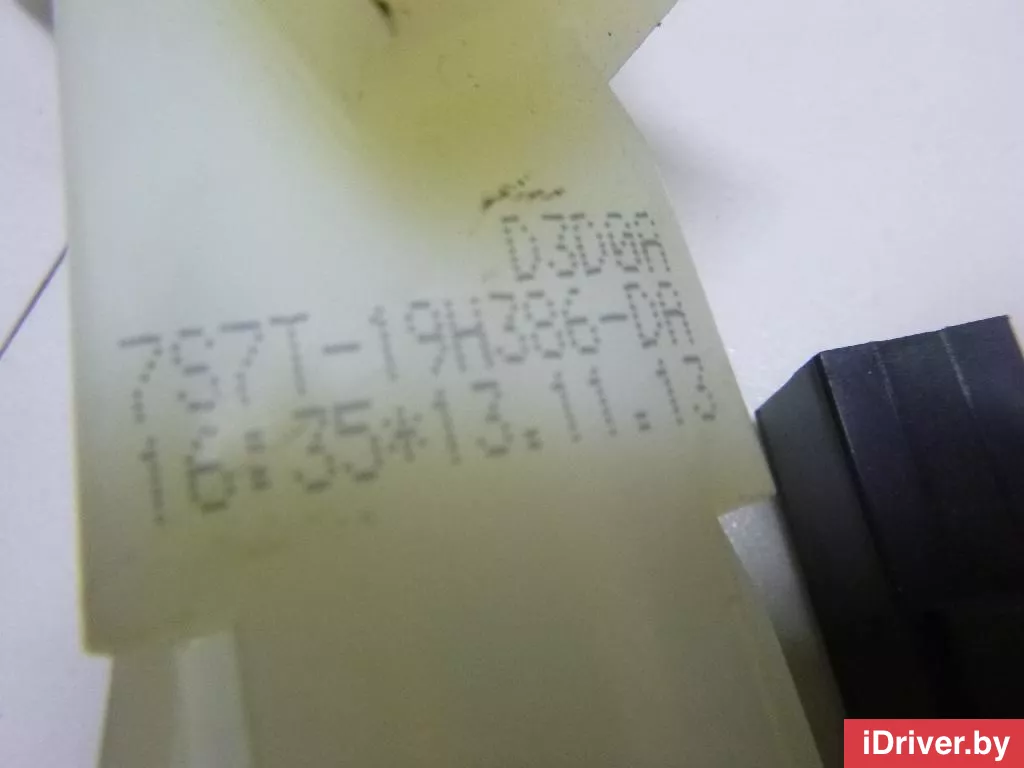 D3D0A
7S7T-19H386-DA
16:35*13.11.13
iDriver.by